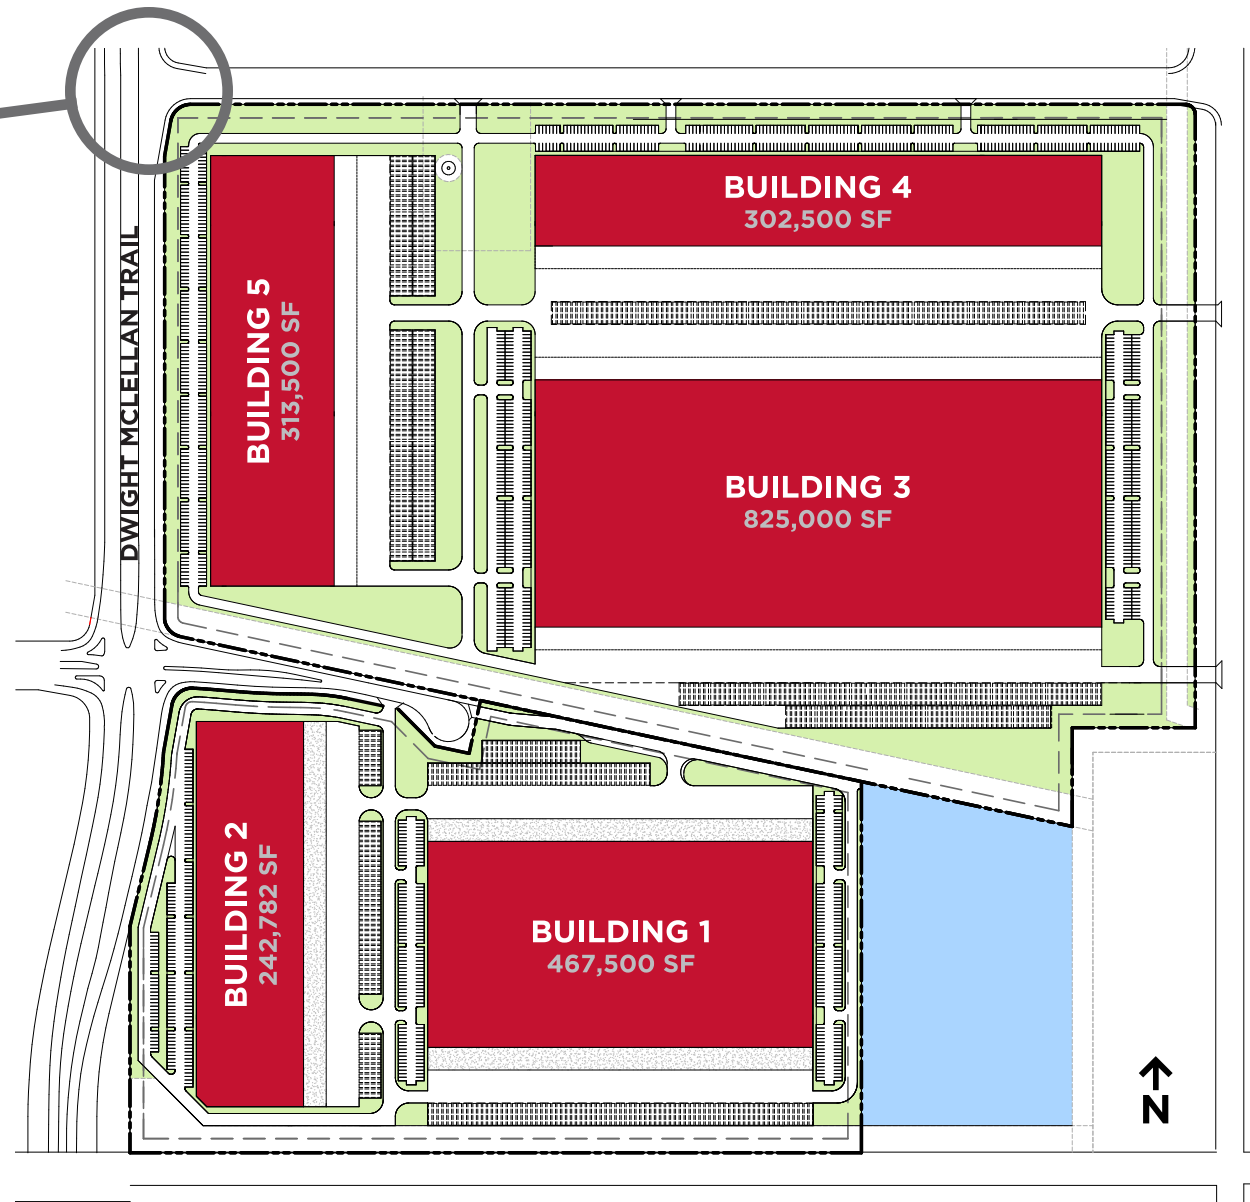 BUILDING 4
302,500 SF
DWIGHT MCLELLAN TRAIL
BUILDING 5
313,500 SF
BUILDING 3
825,000 SF
BUILDING 2
242,782 SF
BUILDING 1
467,500 SF
N